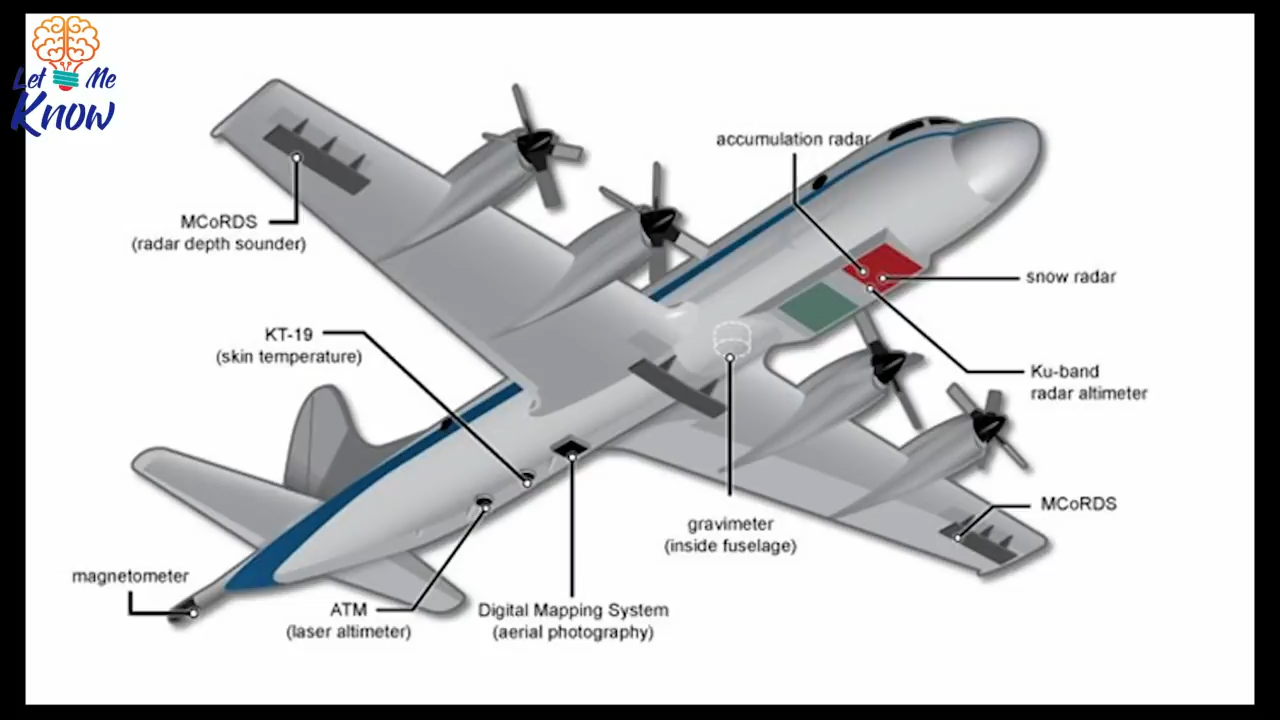 Let Me
Know
accumulation radar
MCoRDS
(radar depth sounder)
snow radar
KT-19
(skin temperature)
Ku-band
radar altimeter
MCoRDS
gravimeter
(inside fuselage)
magnetometer
ATM
(laser altimeter)
Digital Mapping System
(aerial photography)